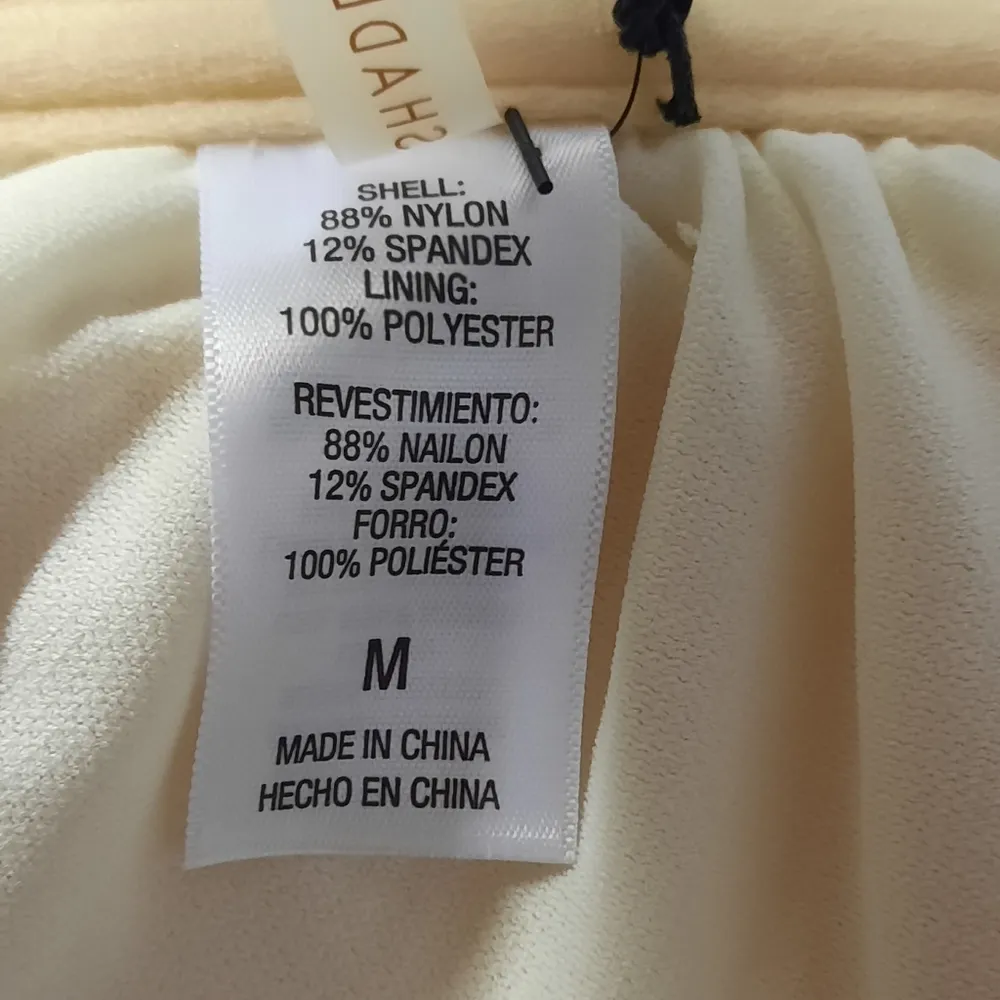 SHADD
SHELL:
88% NYLON
12% SPANDEX
LINING:
100% POLYESTER
REVESTIMIENTO:
88% NAILON
12% SPANDEX
FORRO:
100% POLIÉSTER
M
MADE IN CHINA
HECHO EN CHINA